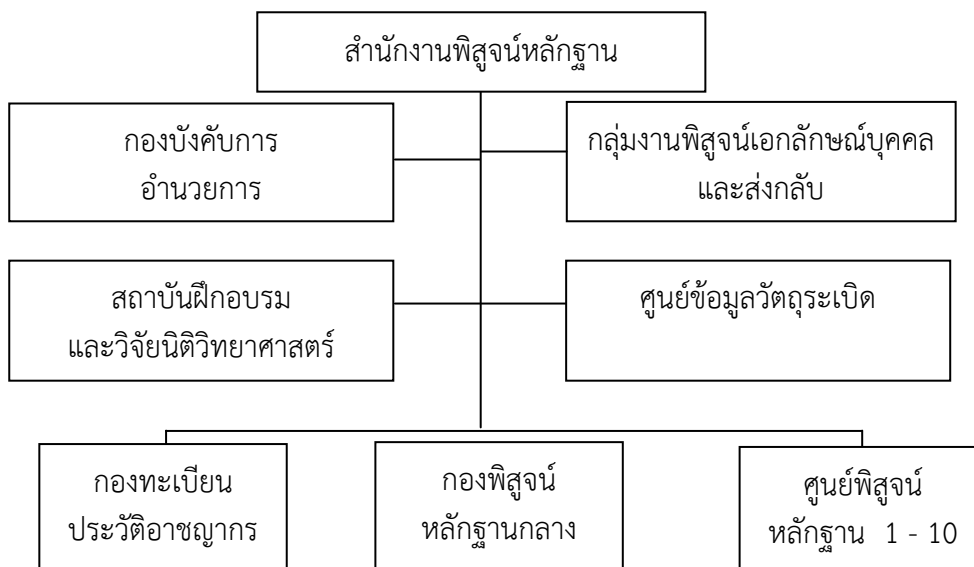 สำนักงานพิสูจน์หลักฐาน
กองบังคับการ
อำนวยการ
กลุ่มงานพิสูจน์เอกลักษณ์บุคคล
และส่งกลับ
สถาบันฝึกอบรม
และวิจัยนิติวิทยาศาสตร์
ศูนย์ข้อมูลวัตถุระเบิด
กองทะเบียน
ประวัติอาชญากร
กองพิสูจน์
หลักฐานกลาง
ศูนย์พิสูจน์
หลักฐาน 1 - 10